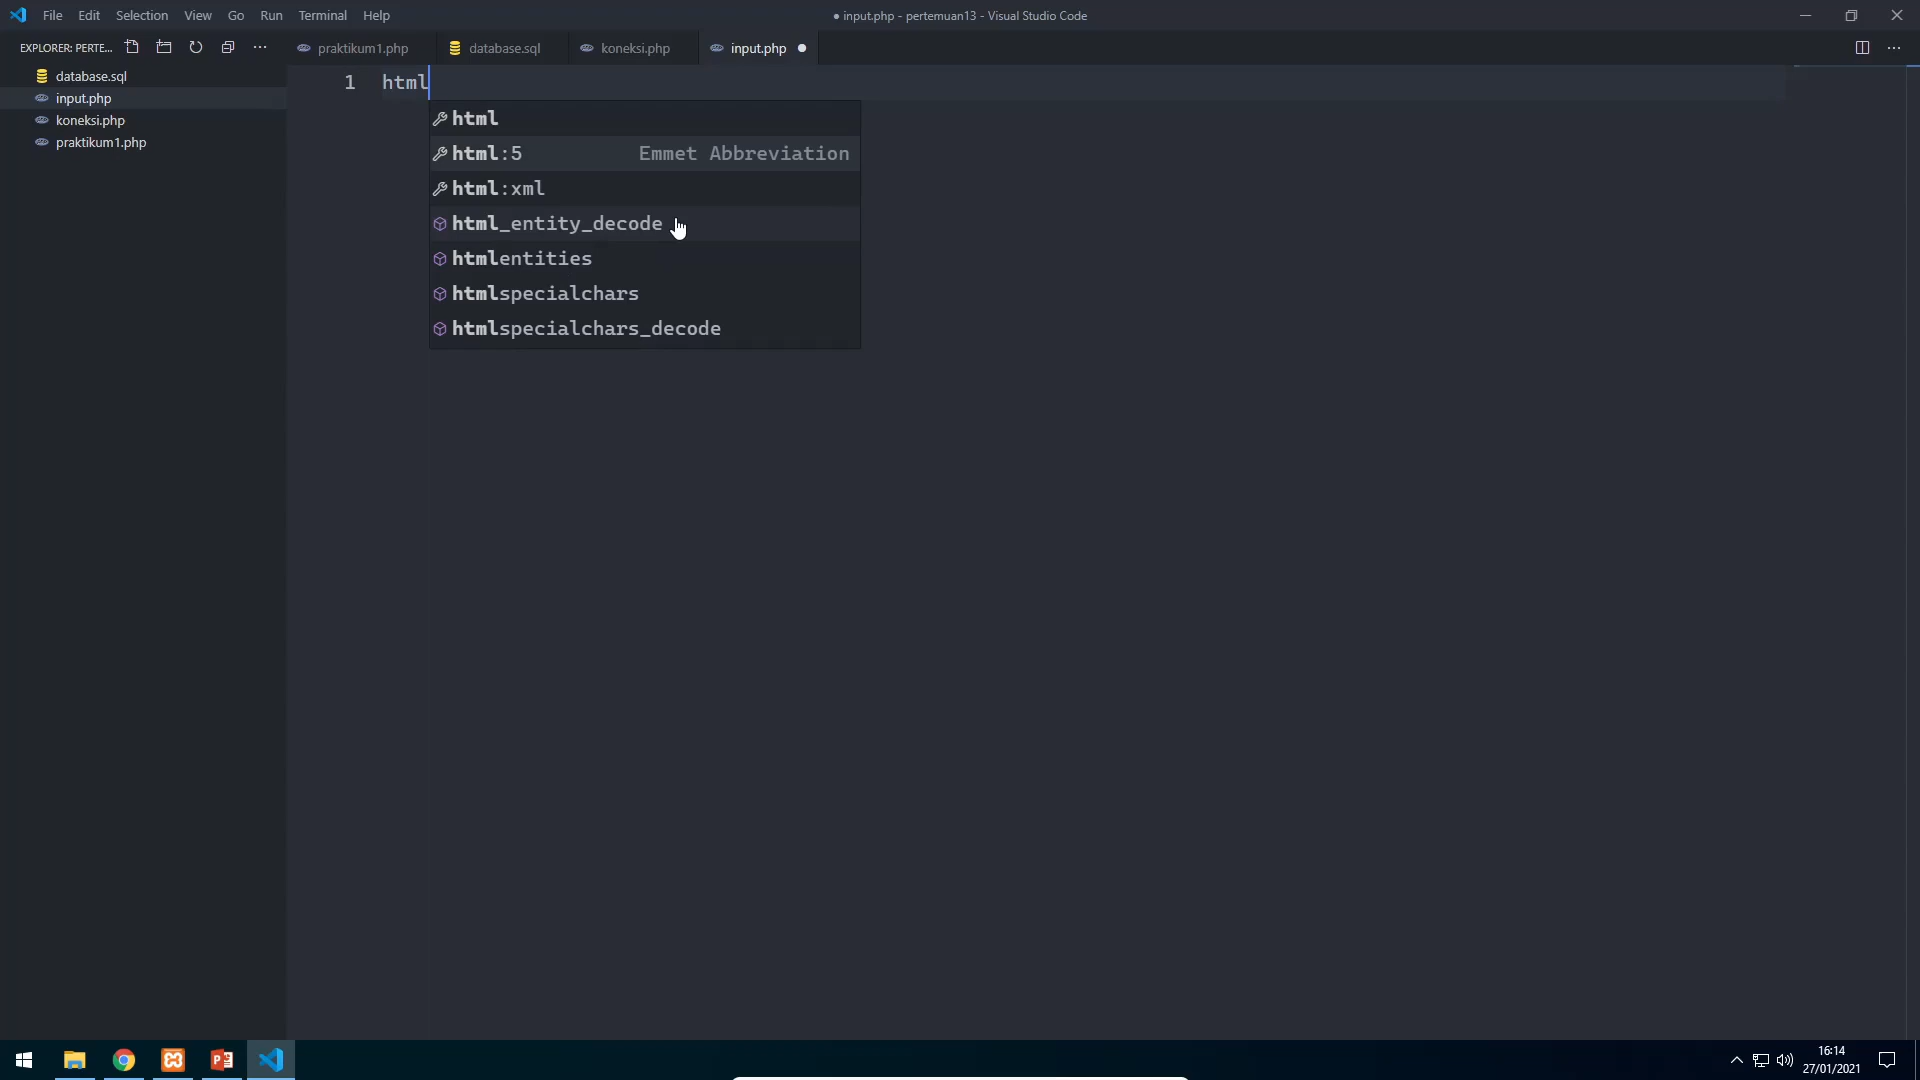 File Edit Selection View Go Run Terminal Help
● input.php - pertemuan13 - Visual Studio Code
EXPLORER: PERTE...
praktikum1.php
database.sql
koneksi.php
input.php
database.sql
input.php
koneksi.php
praktikum1.php
1 html
html
html:5 Emmet Abbreviation
html:xml
html_entity_decode
htmlentities
htmlspecialchars
htmlspecialchars_decode
16:14
27/01/2021